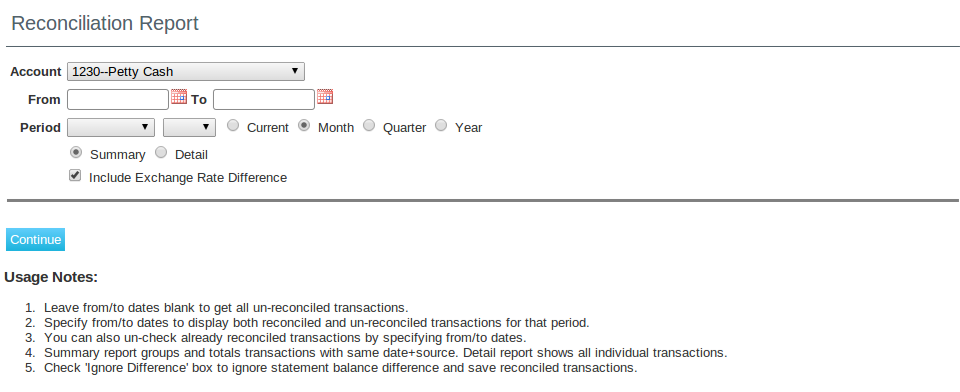 Reconciliation Report
Account 1230--Petty Cash
From To
Period Current Month Quarter Year
Summary Detail
Include Exchange Rate Difference
Continue
Usage Notes:
1. Leave from/to dates blank to get all un-reconciled transactions.
2. Specify from/to dates to display both reconciled and un-reconciled transactions for that period.
3. You can also un-check already reconciled transactions by specifying from/to dates.
4. Summary report groups and totals transactions with same date+source. Detail report shows all individual transactions.
5. Check 'Ignore Difference' box to ignore statement balance difference and save reconciled transactions.